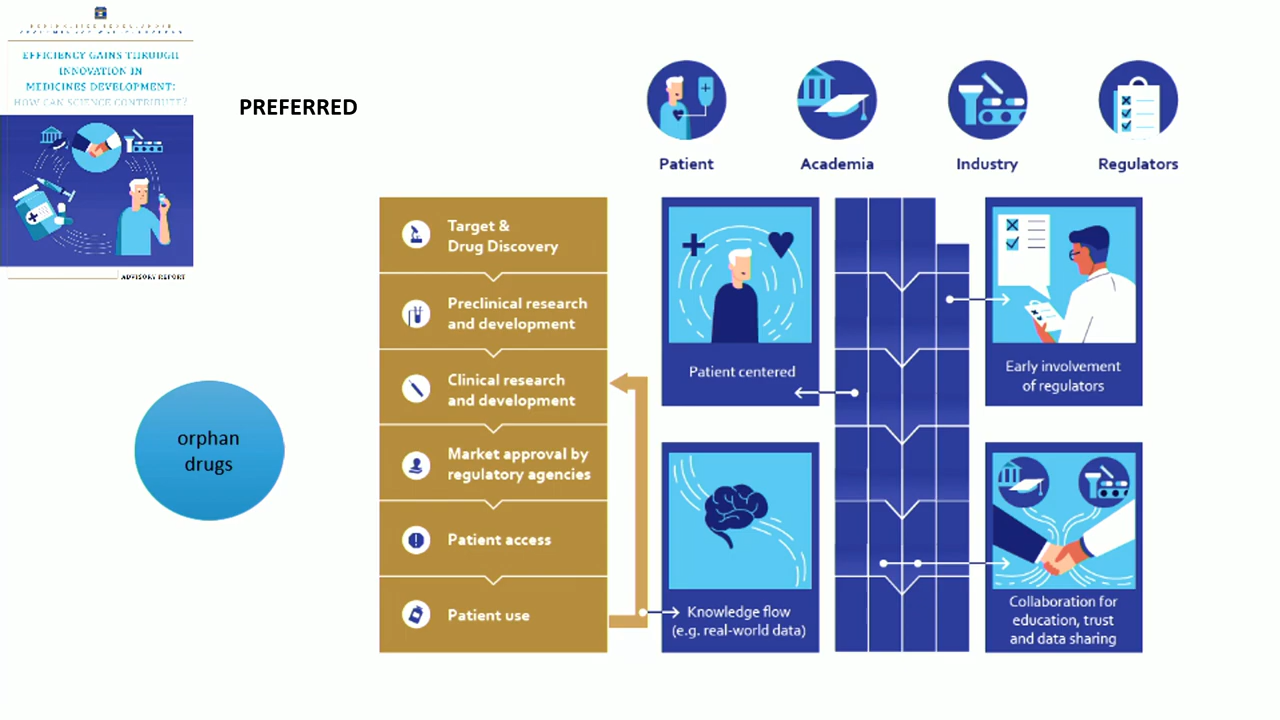 EFFICIENCY GAINS THROUGH
INNOVATION IN
MEDICINES DEVELOPMENT:
HOW CAN SCIENCE CONTRIBUTE?
ADVISORY REPORT
PREFERRED
orphan
drugs
Patient
Academia
Industry
Regulators
Target &
Drug Discovery
Preclinical research
and development
Clinical research
and development
Market approval by
regulatory agencies
Patient access
Patient use
Patient centered
Early involvement
of regulators
Knowledge flow
(e.g. real-world data)
Collaboration for
education, trust
and data sharing